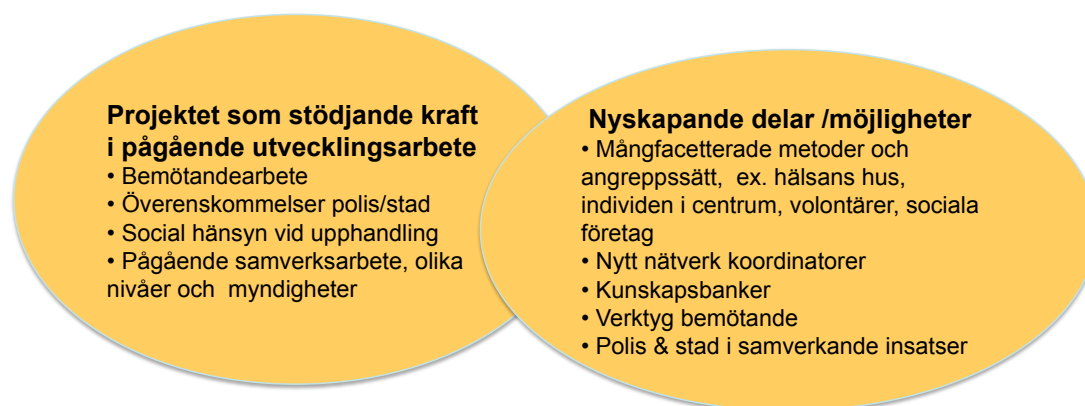 Projektet som stödjande kraft
i pågående utvecklingsarbete
• Bemötandearbete
• Överenskommelser polis/stad
• Social hänsyn vid upphandling
• Pågående samverksarbete, olika
nivåer och myndigheter
Nyskapande delar /möjligheter
• Mångfacetterade metoder och
angreppssätt, ex. hälsans hus,
individen i centrum, volontärer, sociala
företag
• Nytt nätverk koordinatorer
• Kunskapsbanker
• Verktyg bemötande
• Polis & stad i samverkande insatser